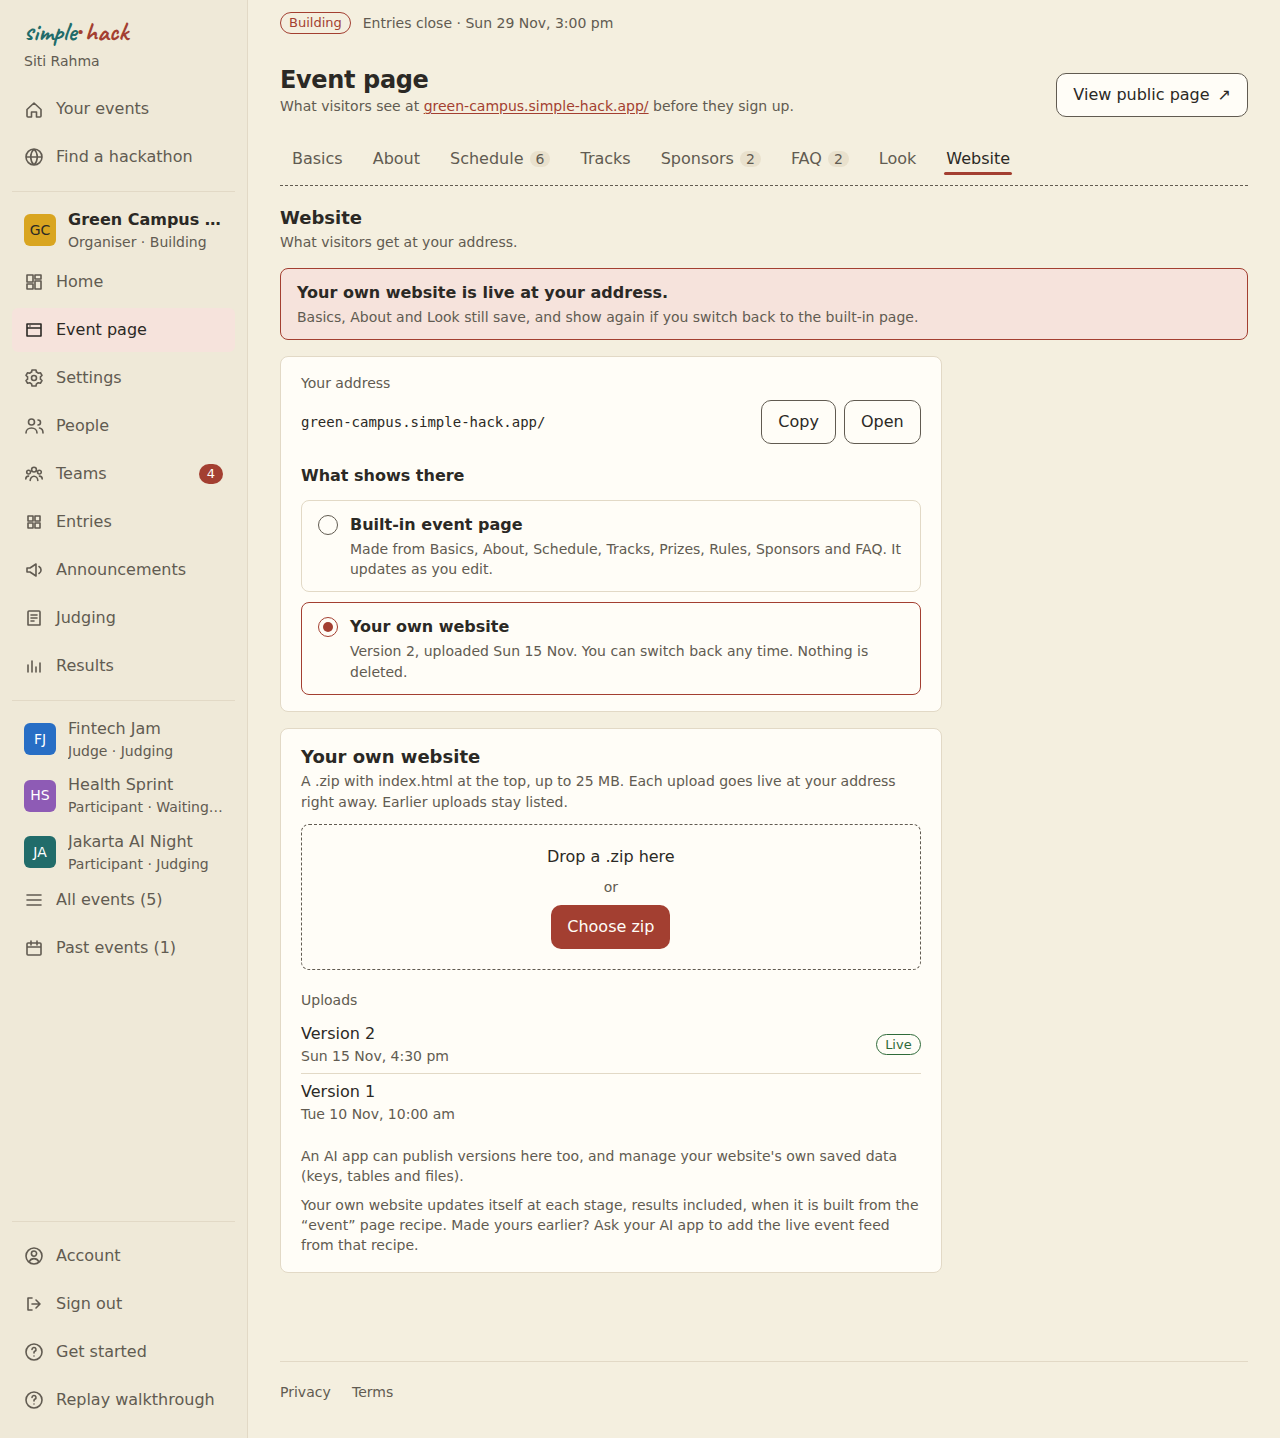 simple·hack
Siti Rahma
Your events
Find a hackathon
GC
Green Campus ...
Organiser · Building
Home
Event page
Settings
People
Teams
4
Entries
Announcements
Judging
Results
FJ
Fintech Jam
Judge · Judging
HS
Health Sprint
Participant · Waiting...
JA
Jakarta AI Night
Participant · Judging
All events (5)
Past events (1)
Account
Sign out
Get started
Replay walkthrough
Building
Entries close · Sun 29 Nov, 3:00 pm
Event page
What visitors see at green-campus.simple-hack.app/ before they sign up.
View public page ↗
Basics
About
Schedule 6
Tracks
Sponsors 2
FAQ 2
Look
Website
Website
What visitors get at your address.
Your own website is live at your address.
Basics, About and Look still save, and show again if you switch back to the built-in page.
Your address
green-campus.simple-hack.app/
Copy
Open
What shows there
Built-in event page
Made from Basics, About, Schedule, Tracks, Prizes, Rules, Sponsors and FAQ. It
updates as you edit.
Your own website
Version 2, uploaded Sun 15 Nov. You can switch back any time. Nothing is
deleted.
Your own website
A .zip with index.html at the top, up to 25 MB. Each upload goes live at your address
right away. Earlier uploads stay listed.
Drop a .zip here
or
Choose zip
Uploads
Version 2
Sun 15 Nov, 4:30 pm
Live
Version 1
Tue 10 Nov, 10:00 am
An AI app can publish versions here too, and manage your website's own saved data
(keys, tables and files).
Your own website updates itself at each stage, results included, when it is built from the
“event” page recipe. Made yours earlier? Ask your AI app to add the live event feed
from that recipe.
Privacy
Terms